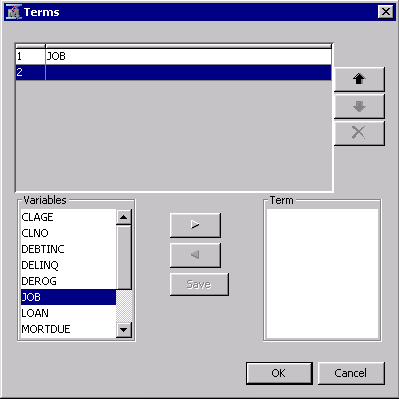 Terms
1 JOB
2
Variables
Term
CLAGE
CLNO
DEBTINC
DELINQ
DEROG
JOB
LOAN
MORTDUE
Save
OK Cancel